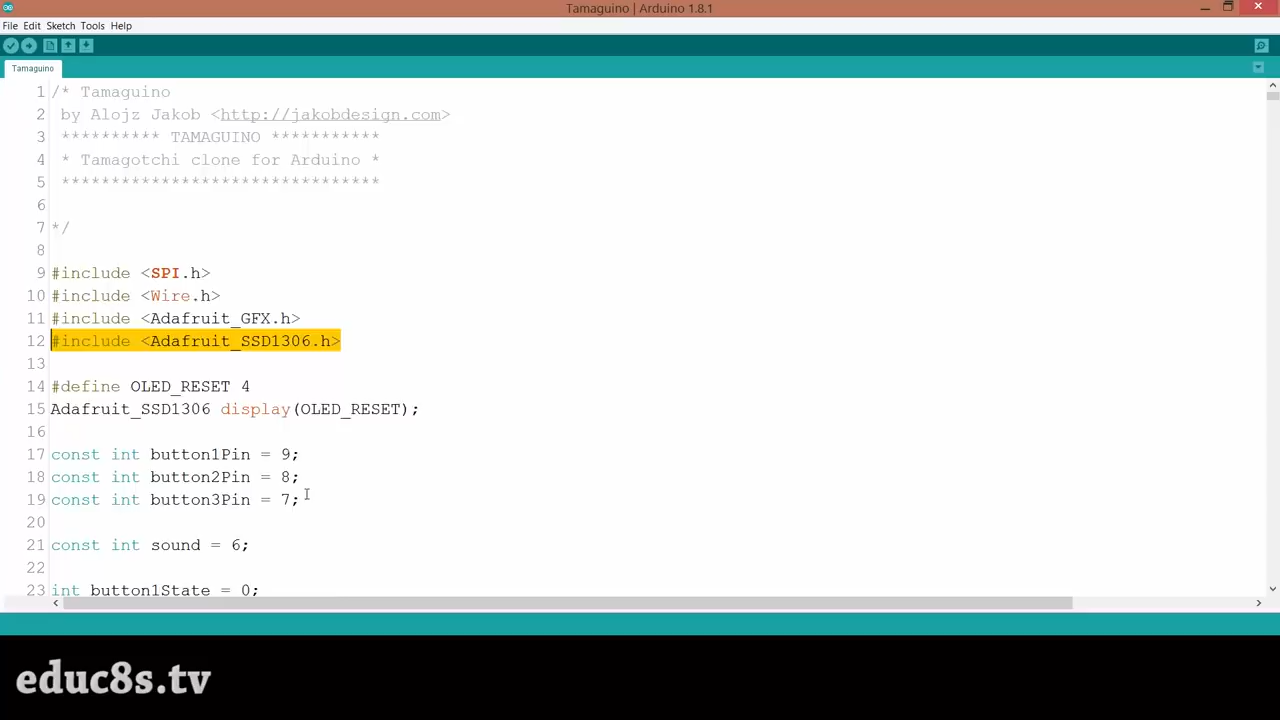 Tamaguino | Arduino 1.8.1
File Edit Sketch Tools Help
Tamaguino
1 /* Tamaguino
2 by Alojz Jakob <http://jakobdesign.com>
3 ********** TAMAGUINO ***********
4 * Tamagotchi clone for Arduino *
5 ********************************
6
7 */
8
9 #include <SPI.h>
10 #include <Wire.h>
11 #include <Adafruit_GFX.h>
12 #include <Adafruit_SSD1306.h>
13
14 #define OLED_RESET 4
15 Adafruit_SSD1306 display(OLED_RESET);
16
17 const int button1Pin = 9;
18 const int button2Pin = 8;
19 const int button3Pin = 7;
20
21 const int sound = 6;
22
23 int button1State = 0;
educ8s.tv